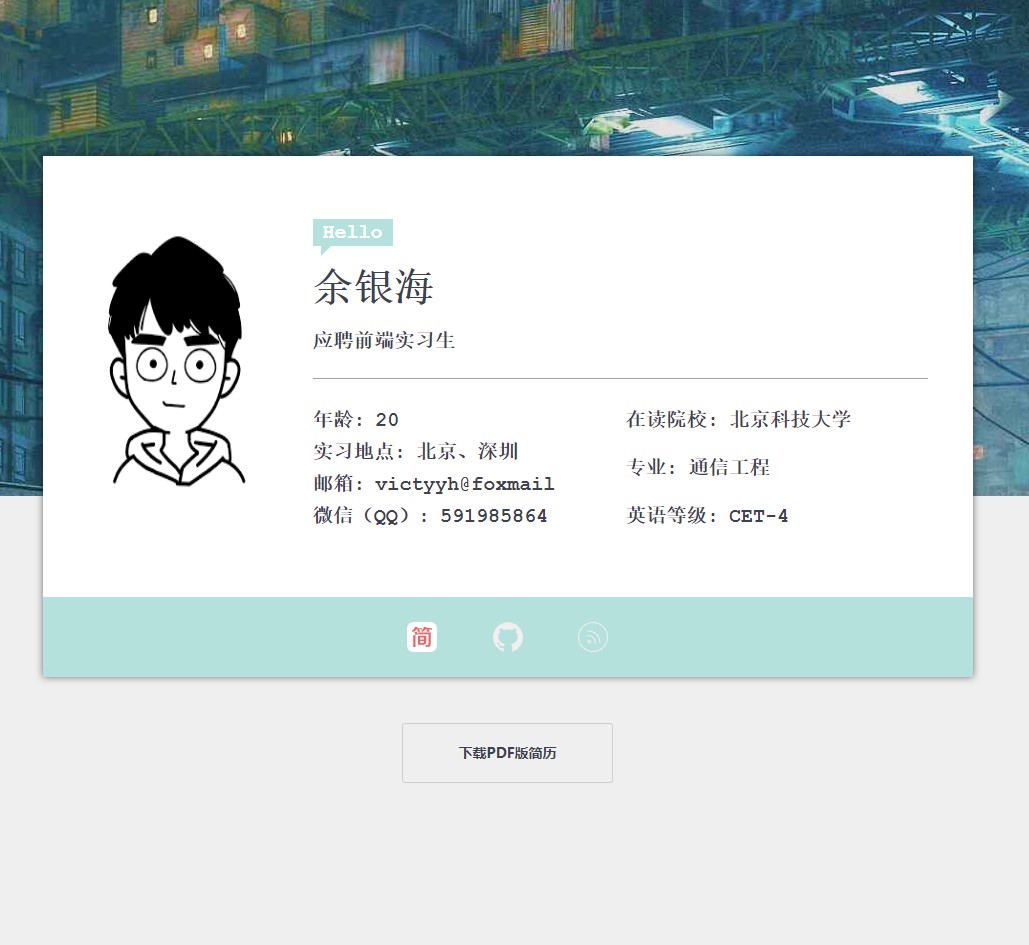 Hello
余银海
应聘前端实习生
年龄: 20
实习地点: 北京、深圳
邮箱: victyyh@foxmail
微信（QQ）: 591985864
在读院校: 北京科技大学
专业: 通信工程
英语等级: CET-4
简
下载PDF版简历